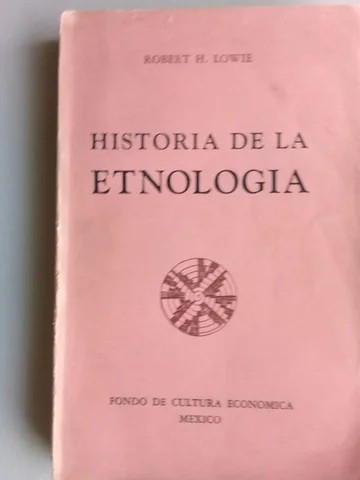 ROBERT H. LOWIE
HISTORIA DE LA
ETNOLOGIA
FONDO DE CULTURA ECONOMICA
MEXICO